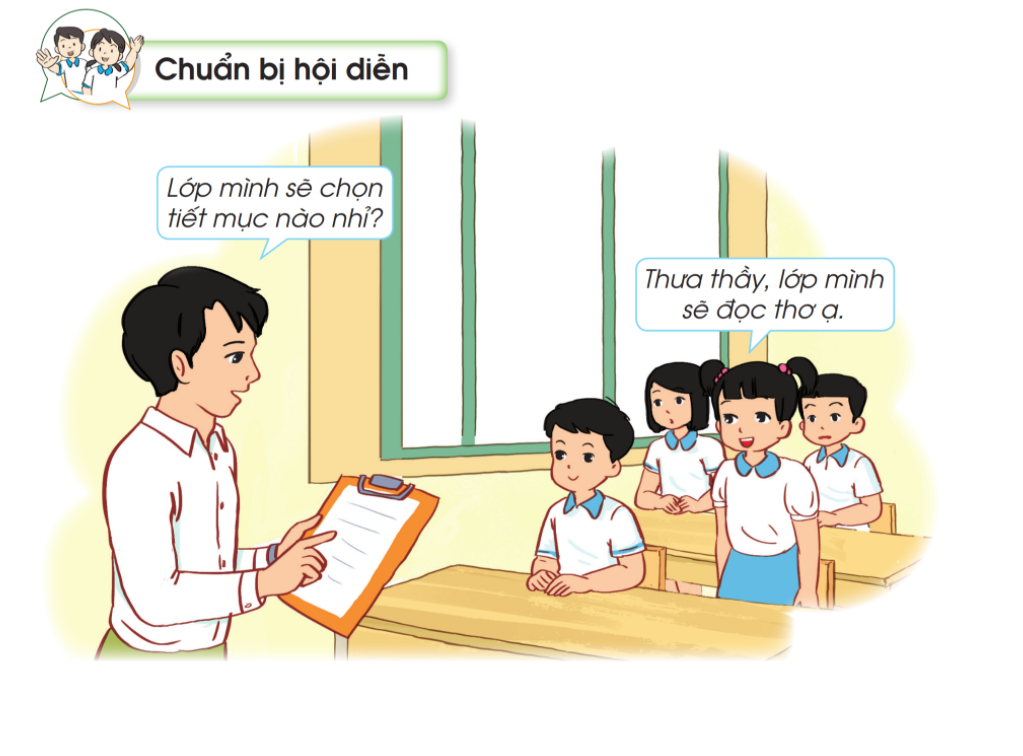 Chuẩn bị hội diễn
Lớp mình sẽ chọn
tiết mục nào nhỉ?
Thưa thầy, lớp mình
sẽ đọc thơ ạ.